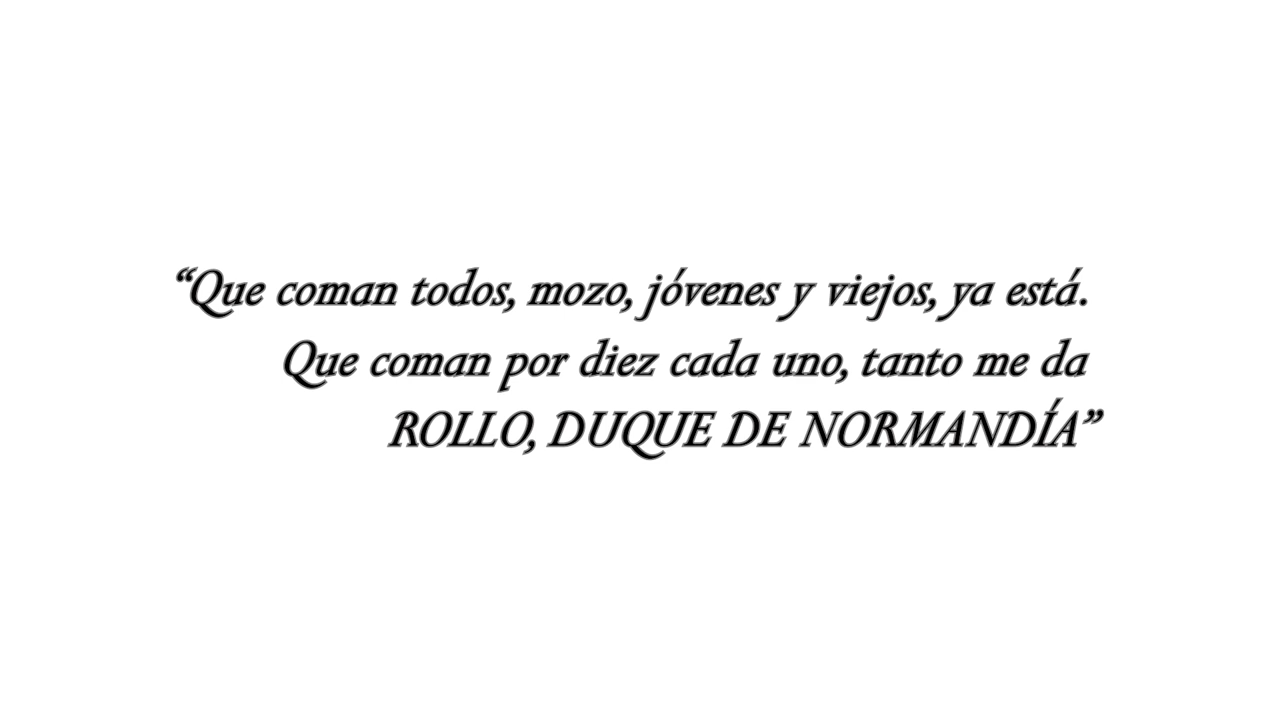 “Que coman todos, mozo, jóvenes y viejos, ya está.
Que coman por diez cada uno, tanto me da
ROLLO, DUQUE DE NORMANDÍA”